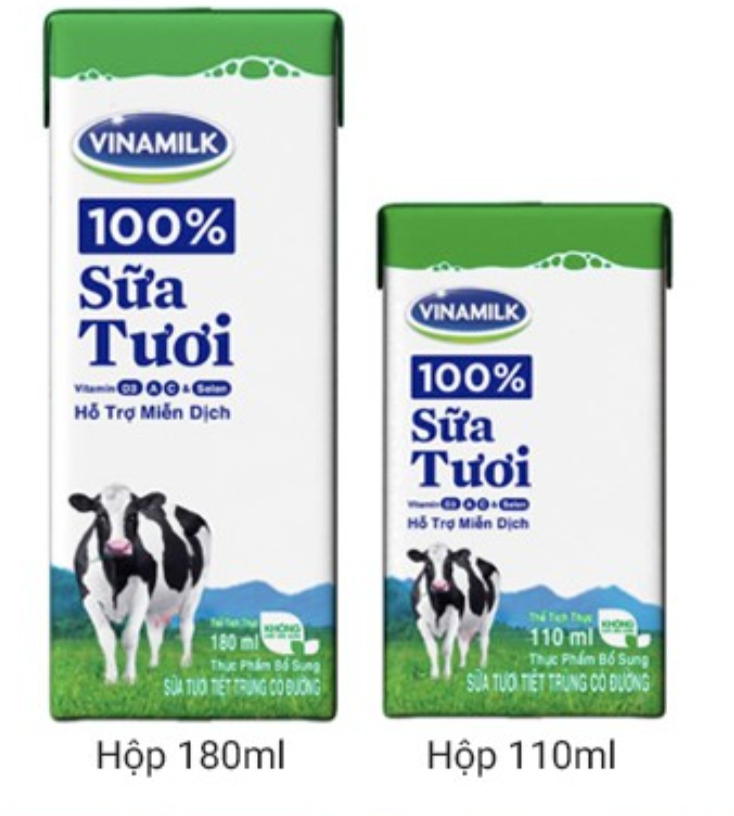 VINAMILK
100%
Sữa
Tươi
Vitamin D3 A C & Selen
Hỗ Trợ Miễn Dịch
Thể Tích Thực
180 ml
KHÔNG
Thực Phẩm Bổ Sung
SỮA TƯƠI TIỆT TRÙNG CÓ ĐƯỜNG
Hộp 180ml
VINAMILK
100%
Sữa
Tươi
Vitamin D3 A C & Selen
Hỗ Trợ Miễn Dịch
Thể Tích Thực
110 ml
KHÔNG
Thực Phẩm Bổ Sung
SỮA TƯƠI TIỆT TRÙNG CÓ ĐƯỜNG
Hộp 110ml